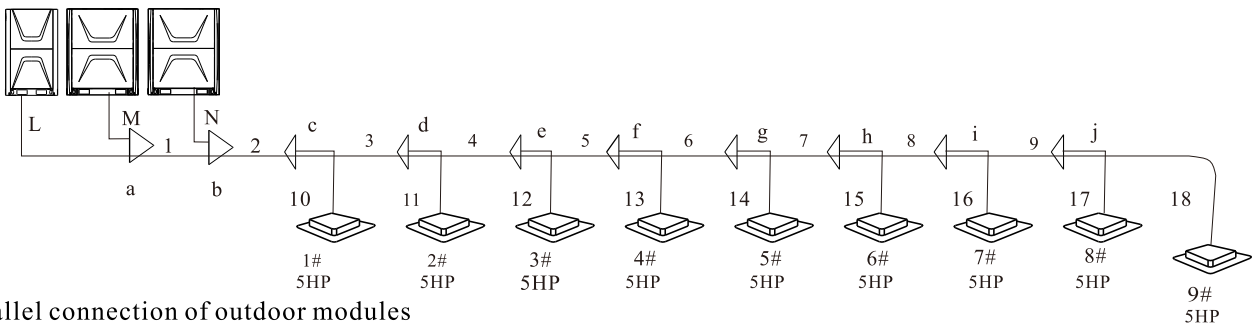 L M N
1 2 c 3 d 4 e 5 f 6 g 7 h 8 i 9 j
a b
10 11 12 13 14 15 16 17 18
1# 2# 3# 4# 5# 6# 7# 8#
5HP 5HP 5HP 5HP 5HP 5HP 5HP 5HP
9#
5HP
connection of outdoor modules